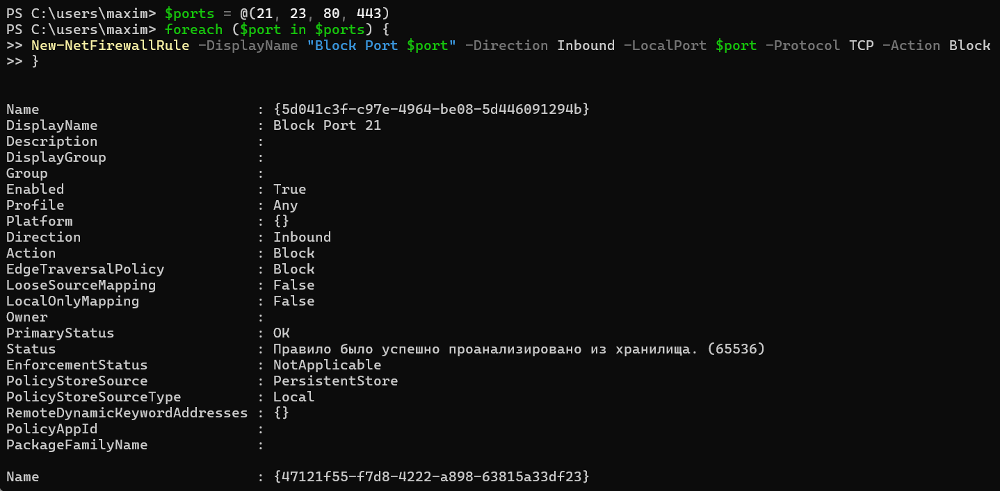 PS C:\users\maxim> $ports = @(21, 23, 80, 443)
PS C:\users\maxim> foreach ($port in $ports) {
>> New-NetFirewallRule -DisplayName "Block Port $port" -Direction Inbound -LocalPort $port -Protocol TCP -Action Block
>> }
Name                          : {5d041c3f-c97e-4964-be08-5d446091294b}
DisplayName                   : Block Port 21
Description                   :
DisplayGroup                  :
Group                         :
Enabled                       : True
Profile                       : Any
Platform                      : {}
Direction                     : Inbound
Action                        : Block
EdgeTraversalPolicy           : Block
LooseSourceMapping            : False
LocalOnlyMapping              : False
Owner                         :
PrimaryStatus                 : OK
Status                        : Правило было успешно проанализировано из хранилища. (65536)
EnforcementStatus             : NotApplicable
PolicyStoreSource             : PersistentStore
PolicyStoreSourceType         : Local
RemoteDynamicKeywordAddresses : {}
PolicyAppId                   :
PackageFamilyName             :
Name                          : {47121f55-f7d8-4222-a898-63815a33df23}